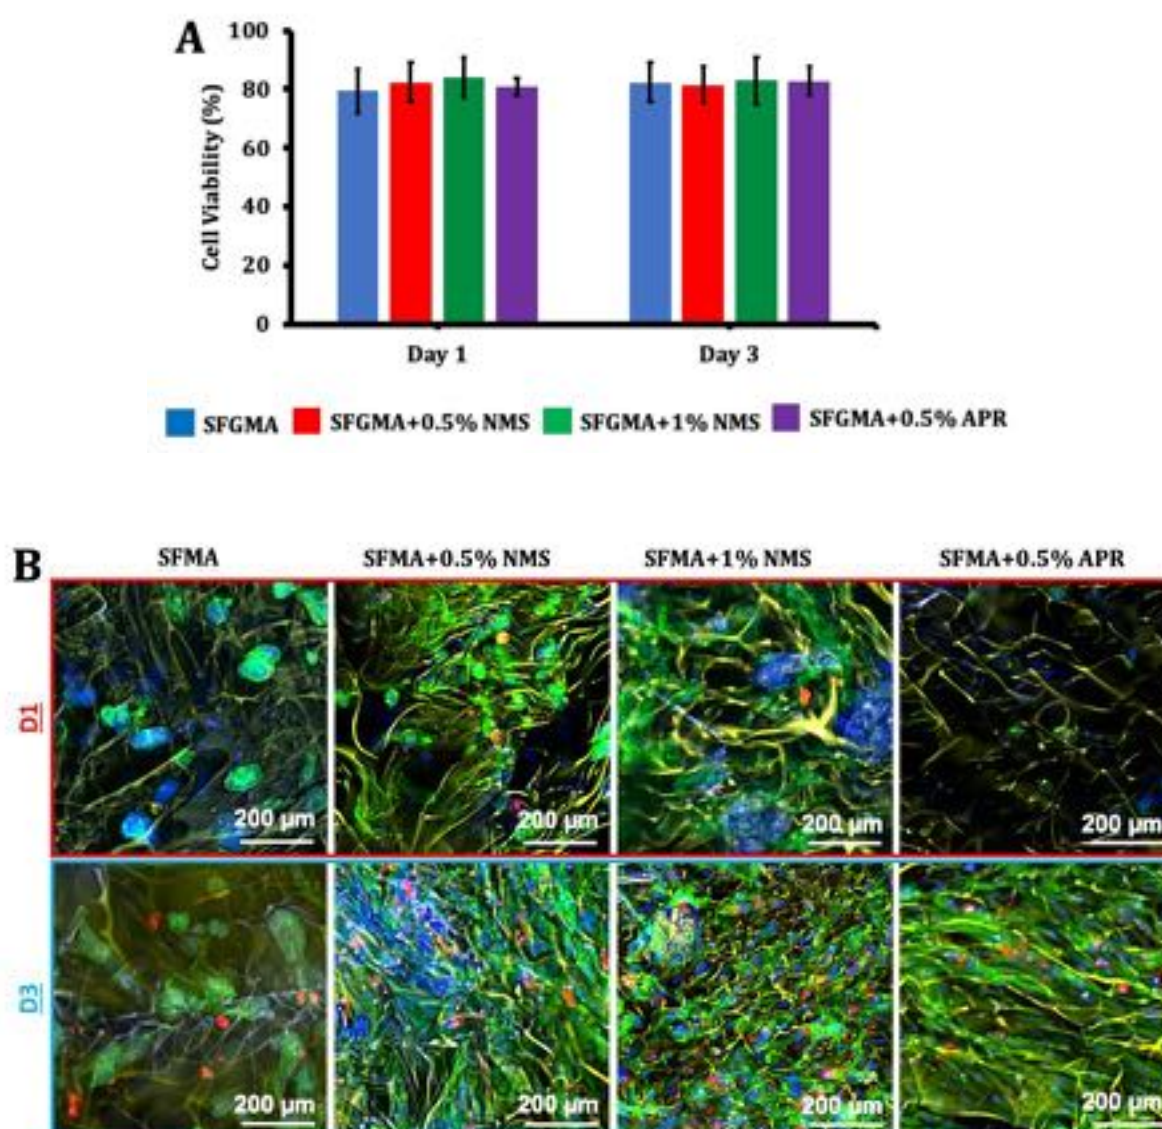 A
100
80
60
40
20
0
Cell Viability (%)
Day 1 Day 3
SFGMA SFGMA+0.5% NMS SFGMA+1% NMS SFGMA+0.5% APR
B
SFMA SFMA+0.5% NMS SFMA+1% NMS SFMA+0.5% APR
D1
200 µm 200 µm 200 µm 200 µm
D3
200 µm 200 µm 200 µm 200 µm